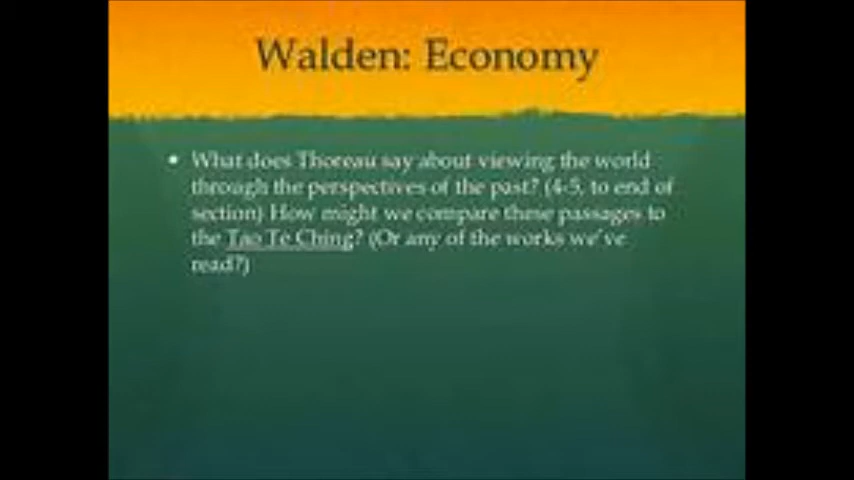 Walden: Economy
• What does Thoreau say about viewing the world
through the perspectives of the past? (4-5, to end of
section) How might we compare these passages to
the Tao Te Ching? (Or any of the works we've
read?)